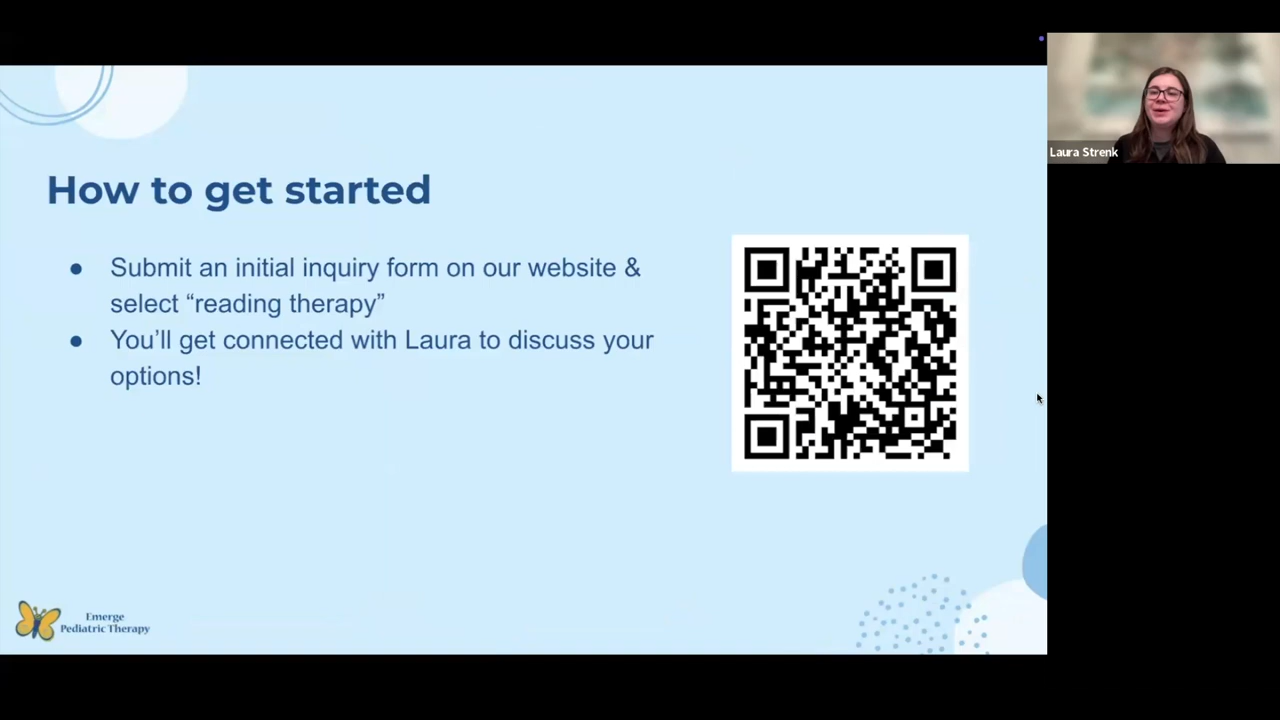 Laura Strenk
How to get started
● Submit an initial inquiry form on our website &
select “reading therapy”
● You’ll get connected with Laura to discuss your
options!
Emerge
Pediatric Therapy